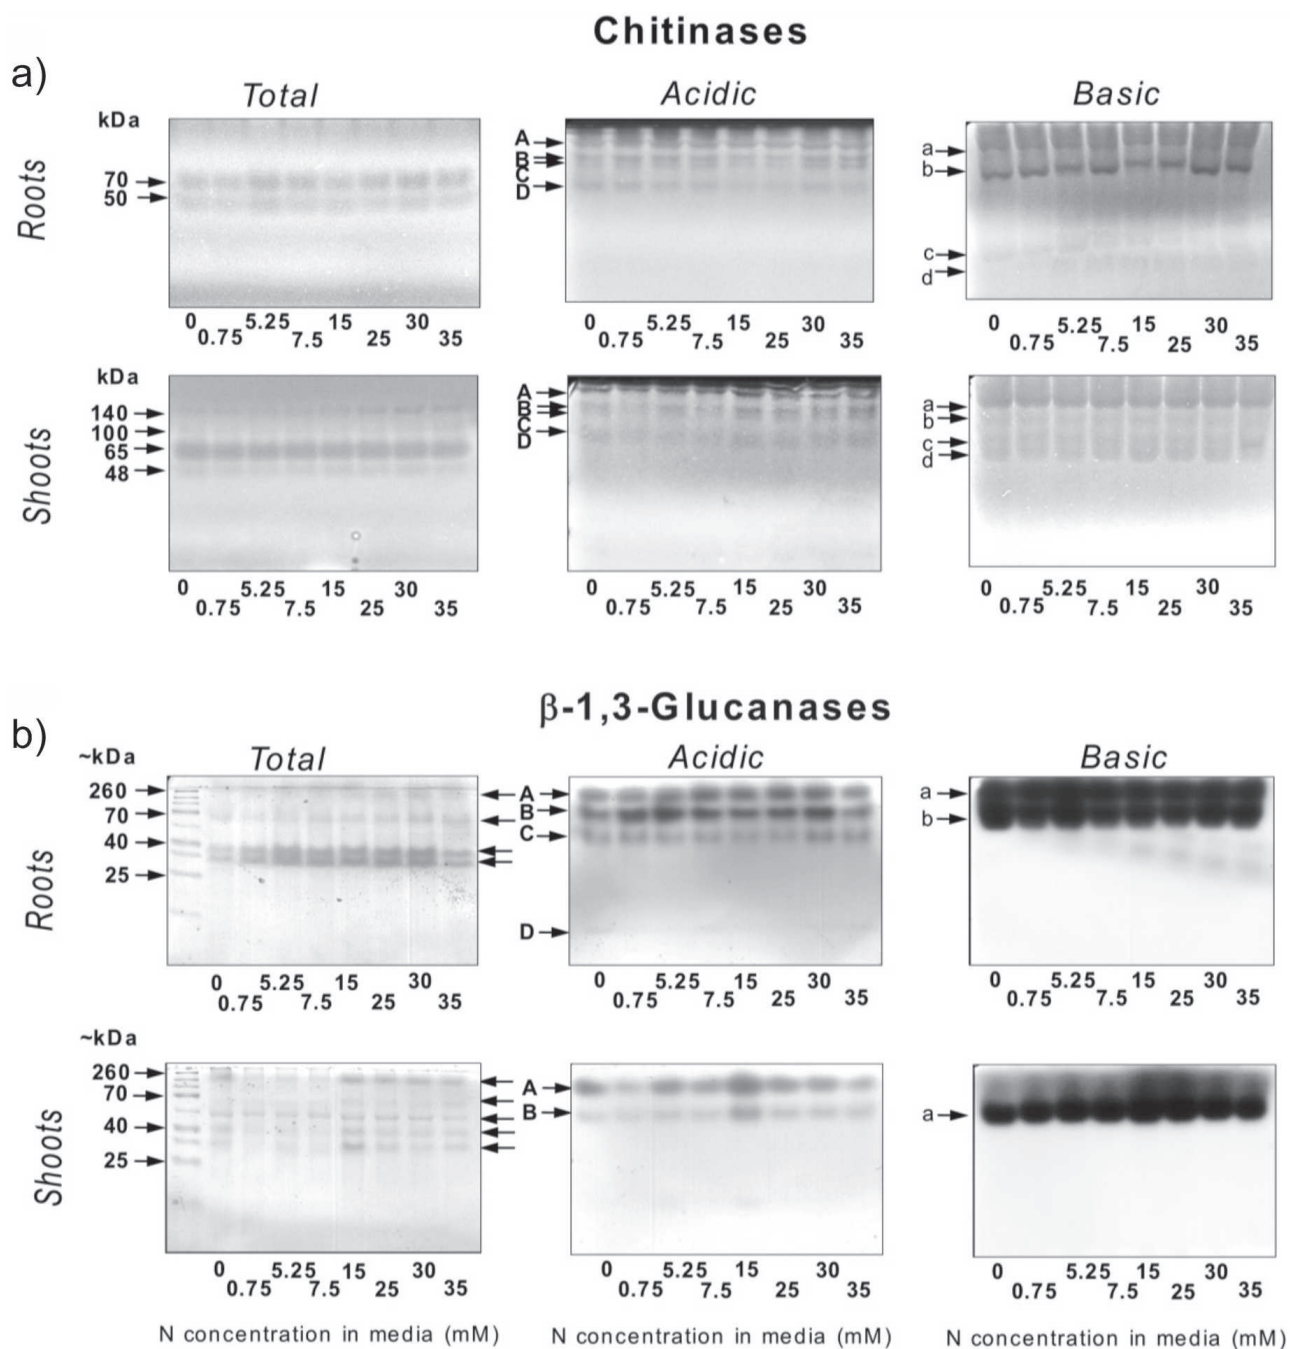 Chitinases
a)
Total Acidic Basic
Roots
kDa
70
50
A
B
C
D
a
b
c
d
0 0.75 5.25 7.5 15 25 30 35
0 0.75 5.25 7.5 15 25 30 35
0 0.75 5.25 7.5 15 25 30 35
Shoots
kDa
140
100
65
48
A
B
C
D
a
b
c
d
0 0.75 5.25 7.5 15 25 30 35
0 0.75 5.25 7.5 15 25 30 35
0 0.75 5.25 7.5 15 25 30 35
β-1,3-Glucanases
b)
Total Acidic Basic
Roots
~kDa
260
70
40
25
A
B
C
D
a
b
0 0.75 5.25 7.5 15 25 30 35
0 0.75 5.25 7.5 15 25 30 35
0 0.75 5.25 7.5 15 25 30 35
Shoots
~kDa
260
70
40
25
A
B
a
0 0.75 5.25 7.5 15 25 30 35
0 0.75 5.25 7.5 15 25 30 35
0 0.75 5.25 7.5 15 25 30 35
N concentration in media (mM) N concentration in media (mM) N concentration in media (mM)